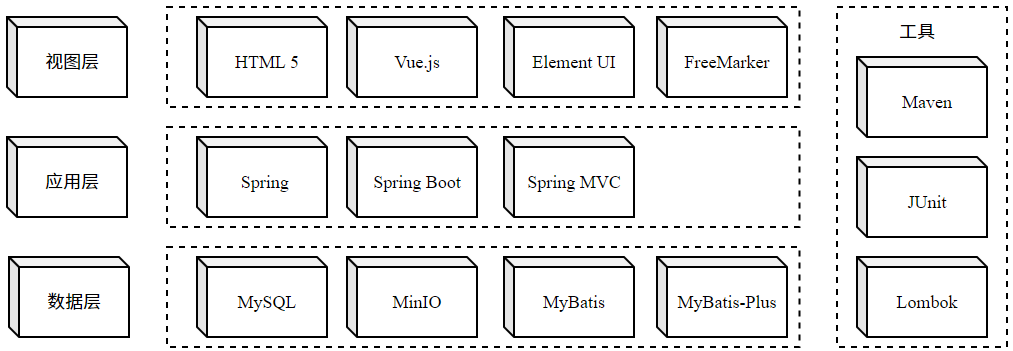 视图层
HTML 5
Vue.js
Element UI
FreeMarker
应用层
Spring
Spring Boot
Spring MVC
数据层
MySQL
MinIO
MyBatis
MyBatis-Plus
工具
Maven
JUnit
Lombok